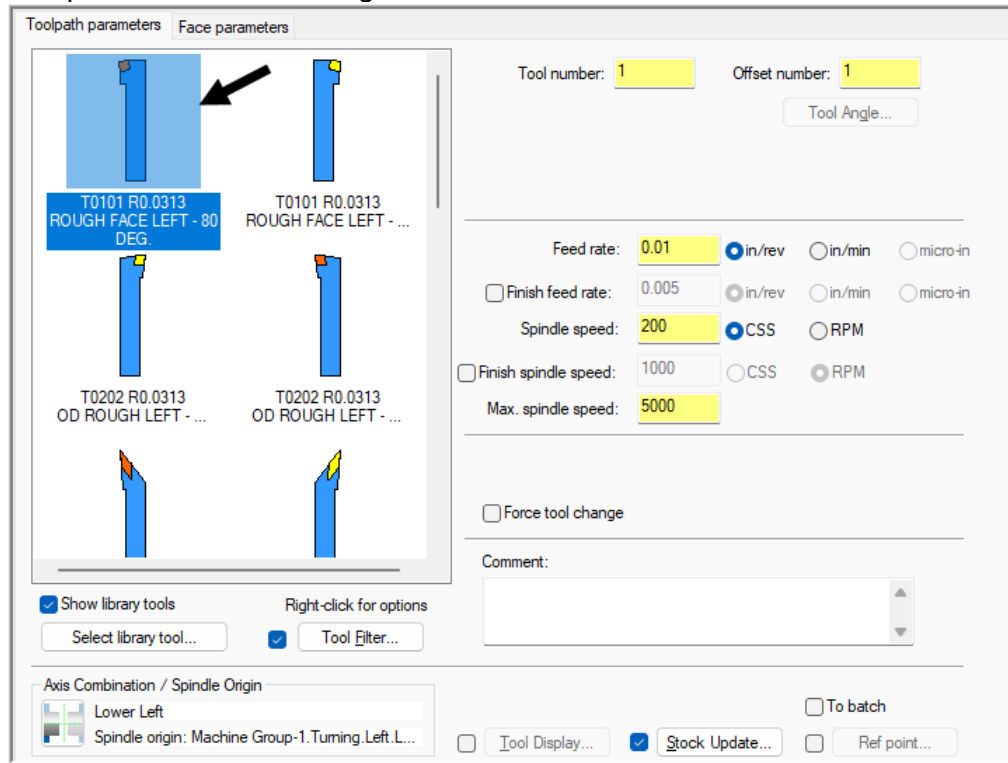 Toolpath parameters Face parameters
Tool number: 1 Offset number: 1
Tool Angle...
T0101 R0.0313
ROUGH FACE LEFT - 80
DEG.
T0101 R0.0313
ROUGH FACE LEFT - ...
Feed rate: 0.01 in/rev in/min micro-in
Finish feed rate: 0.005 in/rev in/min micro-in
Spindle speed: 200 CSS RPM
Finish spindle speed: 1000 CSS RPM
Max. spindle speed: 5000
T0202 R0.0313
OD ROUGH LEFT - ...
T0202 R0.0313
OD ROUGH LEFT - ...
Force tool change
Comment:
Show library tools Right-click for options
Select library tool... Tool Filter...
Axis Combination / Spindle Origin
Lower Left
Spindle origin: Machine Group-1.Turning.Left.L...
To batch
Tool Display... Stock Update... Ref point...